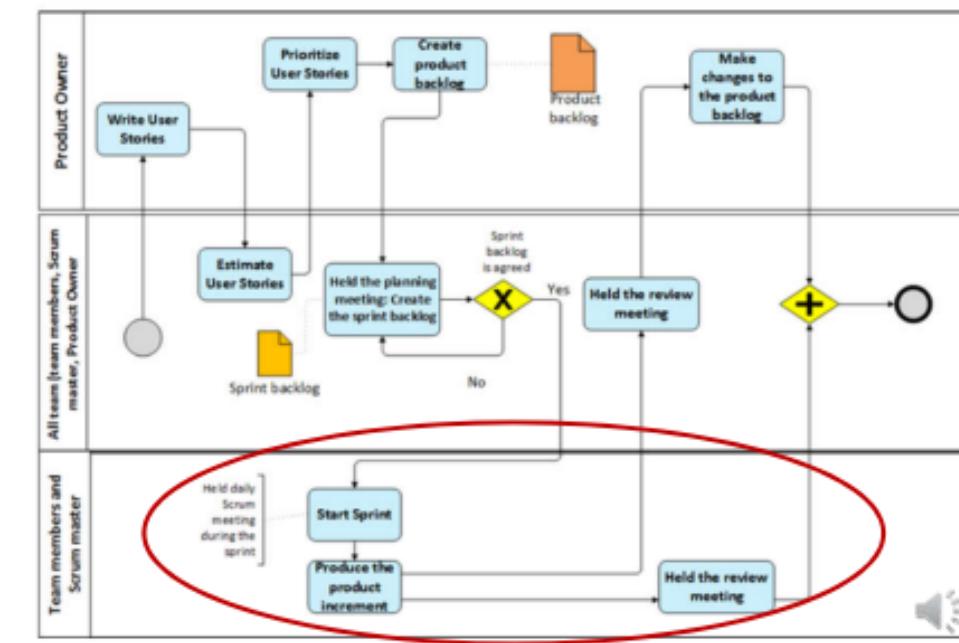 Product Owner
Write User
Stories
Prioritize
User Stories
Create
product
backlog
Product
backlog
Make
changes to
the product
backlog
All team (team members, Scrum
master, Product Owner
Estimate
User Stories
Held the planning
meeting: Create
the sprint backlog
Sprint
backlog
is agreed
X
Yes
No
Sprint backlog
Held the review
meeting
Team members and
Scrum master
Held daily
Scrum
meeting
during the
sprint
Start Sprint
Produce the
product
increment
Held the review
meeting